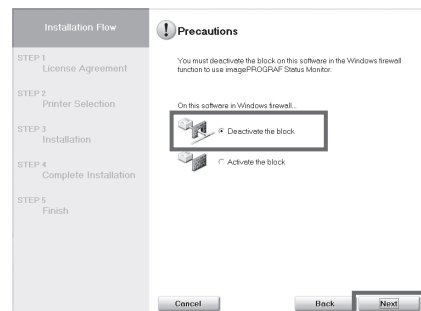 Installation Flow
STEP 1
License Agreement
STEP 2
Printer Selection
STEP 3
Installation
STEP 4
Complete Installation
STEP 5
Finish
! Precautions
You must deactivate the block on this software in the Windows firewall
function to use imagePROGRAF Status Monitor.
On this software in Windows firewall...
Deactivate the block
Activate the block
Cancel
Back
Next